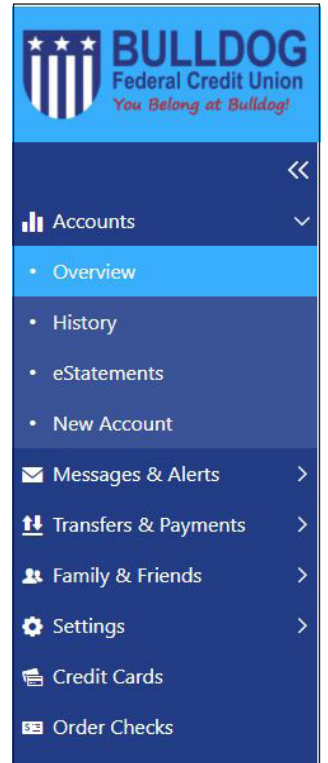 BULLDOG
Federal Credit Union
You Belong at Bulldog!
Accounts
• Overview
• History
• eStatements
• New Account
Messages & Alerts
Transfers & Payments
Family & Friends
Settings
Credit Cards
Order Checks